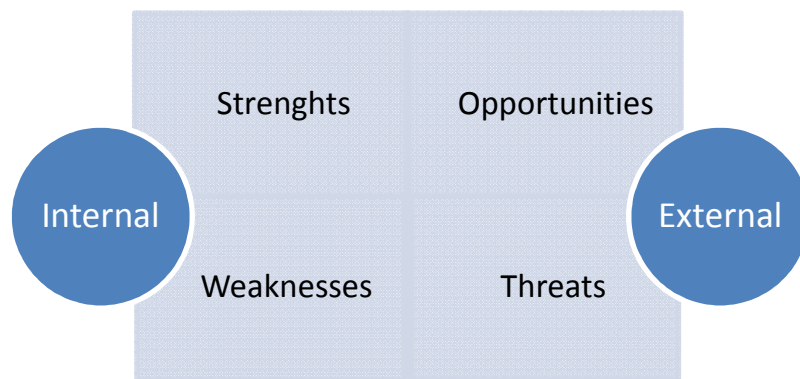 Strenghts
Opportunities
Internal
External
Weaknesses
Threats